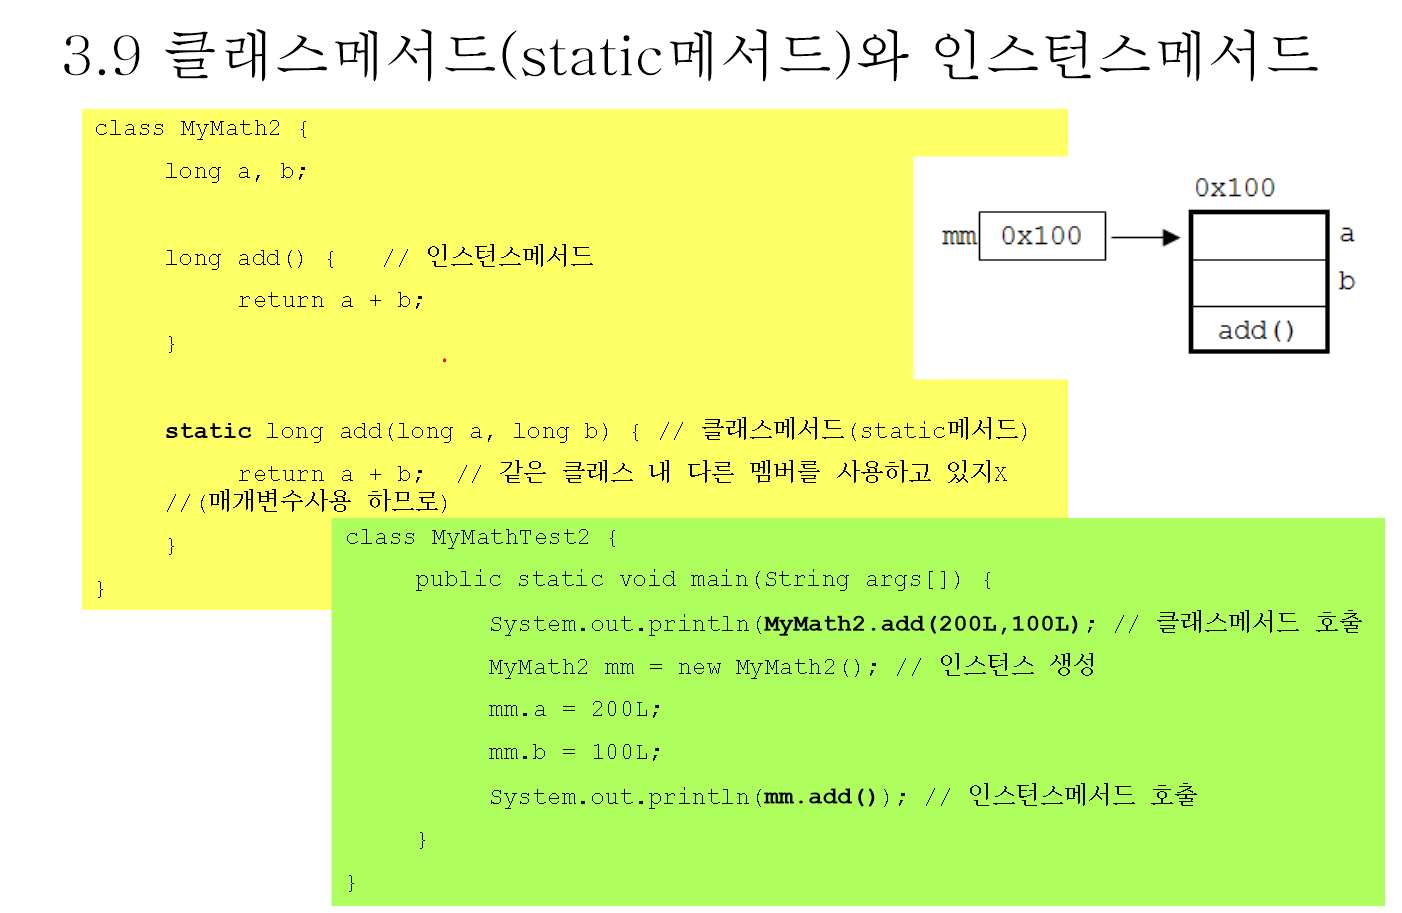 3.9 클래스메서드(static메서드)와 인스턴스메서드
class MyMath2 {
long a, b;
long add() { // 인스턴스메서드
return a + b;
}
static long add(long a, long b) { // 클래스메서드(static메서드)
return a + b; // 같은 클래스 내 다른 멤버를 사용하고 있지X
//(매개변수사용 하므로)
}
}
0x100
mm 0x100
a
b
add()
class MyMathTest2 {
public static void main(String args[]) {
System.out.println(MyMath2.add(200L,100L); // 클래스메서드 호출
MyMath2 mm = new MyMath2(); // 인스턴스 생성
mm.a = 200L;
mm.b = 100L;
System.out.println(mm.add()); // 인스턴스메서드 호출
}
}